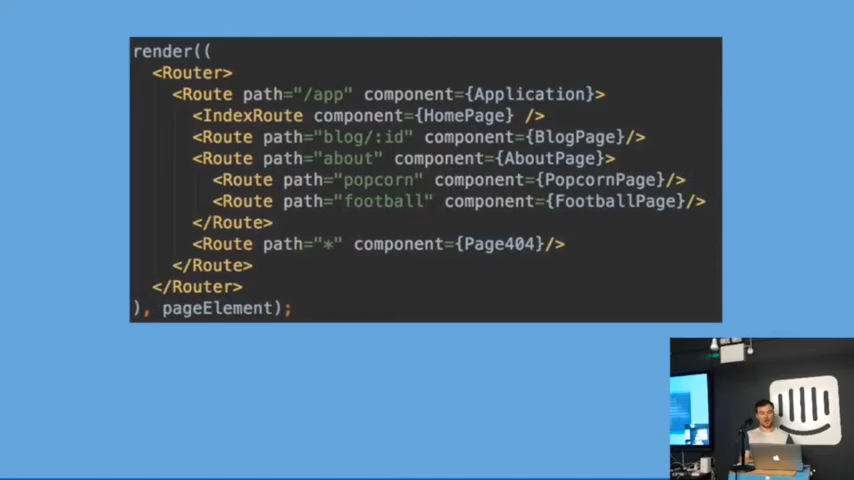 render((
<Router>
<Route path="/app" component={Application}>
<IndexRoute component={HomePage} />
<Route path="blog/:id" component={BlogPage}/>
<Route path="about" component={AboutPage}>
<Route path="popcorn" component={PopcornPage}/>
<Route path="football" component={FootballPage}/>
</Route>
<Route path="*" component={Page404}/>
</Route>
</Router>
), pageElement);